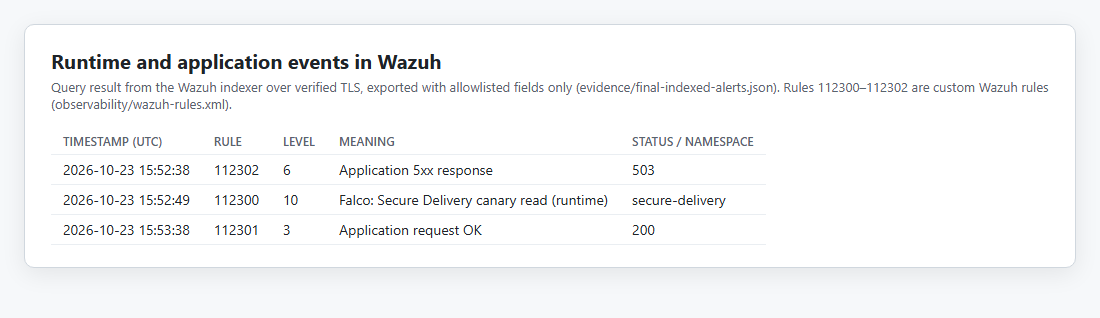 Runtime and application events in Wazuh
Query result from the Wazuh indexer over verified TLS, exported with allowlisted fields only (evidence/final-indexed-alerts.json). Rules 112300–112302 are custom Wazuh rules
(observability/wazuh-rules.xml).
TIMESTAMP (UTC) RULE LEVEL MEANING STATUS / NAMESPACE
2026-10-23 15:52:38 112302 6 Application 5xx response 503
2026-10-23 15:52:49 112300 10 Falco: Secure Delivery canary read (runtime) secure-delivery
2026-10-23 15:53:38 112301 3 Application request OK 200